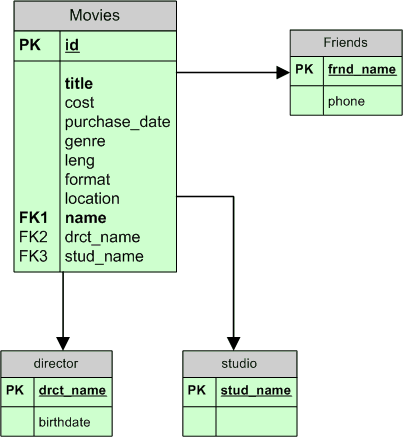 Movies
PK id
title
cost
purchase_date
genre
leng
format
location
FK1 name
FK2 drct_name
FK3 stud_name
Friends
PK frnd_name
phone
director
PK drct_name
birthdate
studio
PK stud_name